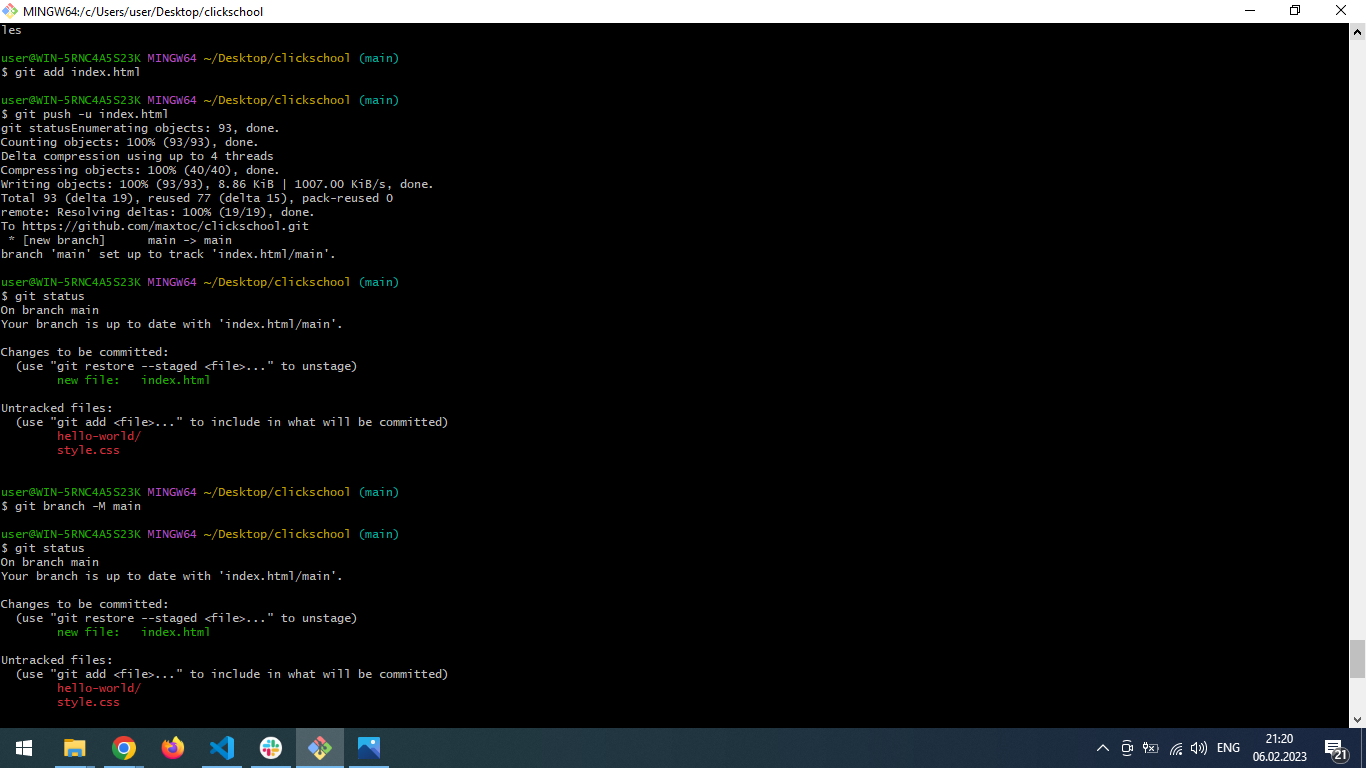 MINGW64:/c/Users/user/Desktop/clickschool
les
user@WIN-5RNC4A5S23K MINGW64 ~/Desktop/clickschool (main)
$ git add index.html
user@WIN-5RNC4A5S23K MINGW64 ~/Desktop/clickschool (main)
$ git push -u index.html
git statusEnumerating objects: 93, done.
Counting objects: 100% (93/93), done.
Delta compression using up to 4 threads
Compressing objects: 100% (40/40), done.
Writing objects: 100% (93/93), 8.86 KiB | 1007.00 KiB/s, done.
Total 93 (delta 19), reused 77 (delta 15), pack-reused 0
remote: Resolving deltas: 100% (19/19), done.
To https://github.com/maxtoc/clickschool.git
 * [new branch]      main -> main
branch 'main' set up to track 'index.html/main'.
user@WIN-5RNC4A5S23K MINGW64 ~/Desktop/clickschool (main)
$ git status
On branch main
Your branch is up to date with 'index.html/main'.
Changes to be committed:
  (use "git restore --staged <file>..." to unstage)
        new file:   index.html
Untracked files:
  (use "git add <file>..." to include in what will be committed)
        hello-world/
        style.css
user@WIN-5RNC4A5S23K MINGW64 ~/Desktop/clickschool (main)
$ git branch -M main
user@WIN-5RNC4A5S23K MINGW64 ~/Desktop/clickschool (main)
$ git status
On branch main
Your branch is up to date with 'index.html/main'.
Changes to be committed:
  (use "git restore --staged <file>..." to unstage)
        new file:   index.html
Untracked files:
  (use "git add <file>..." to include in what will be committed)
        hello-world/
        style.css
ENG
21:20
06.02.2023
21